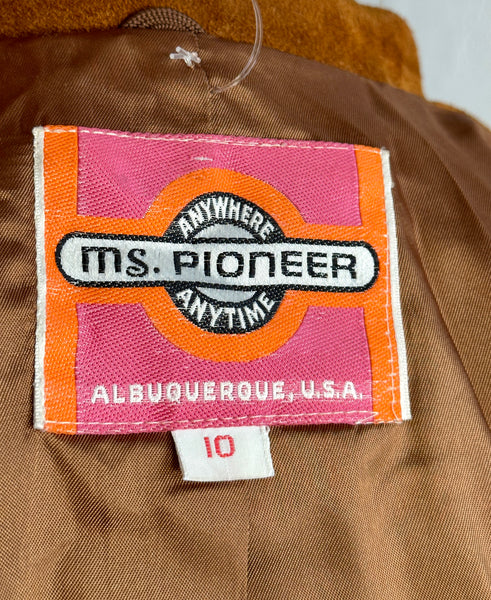 ANYWHERE
ms. PIONEER
ANYTIME
ALBUQUERQUE, U.S.A.
10